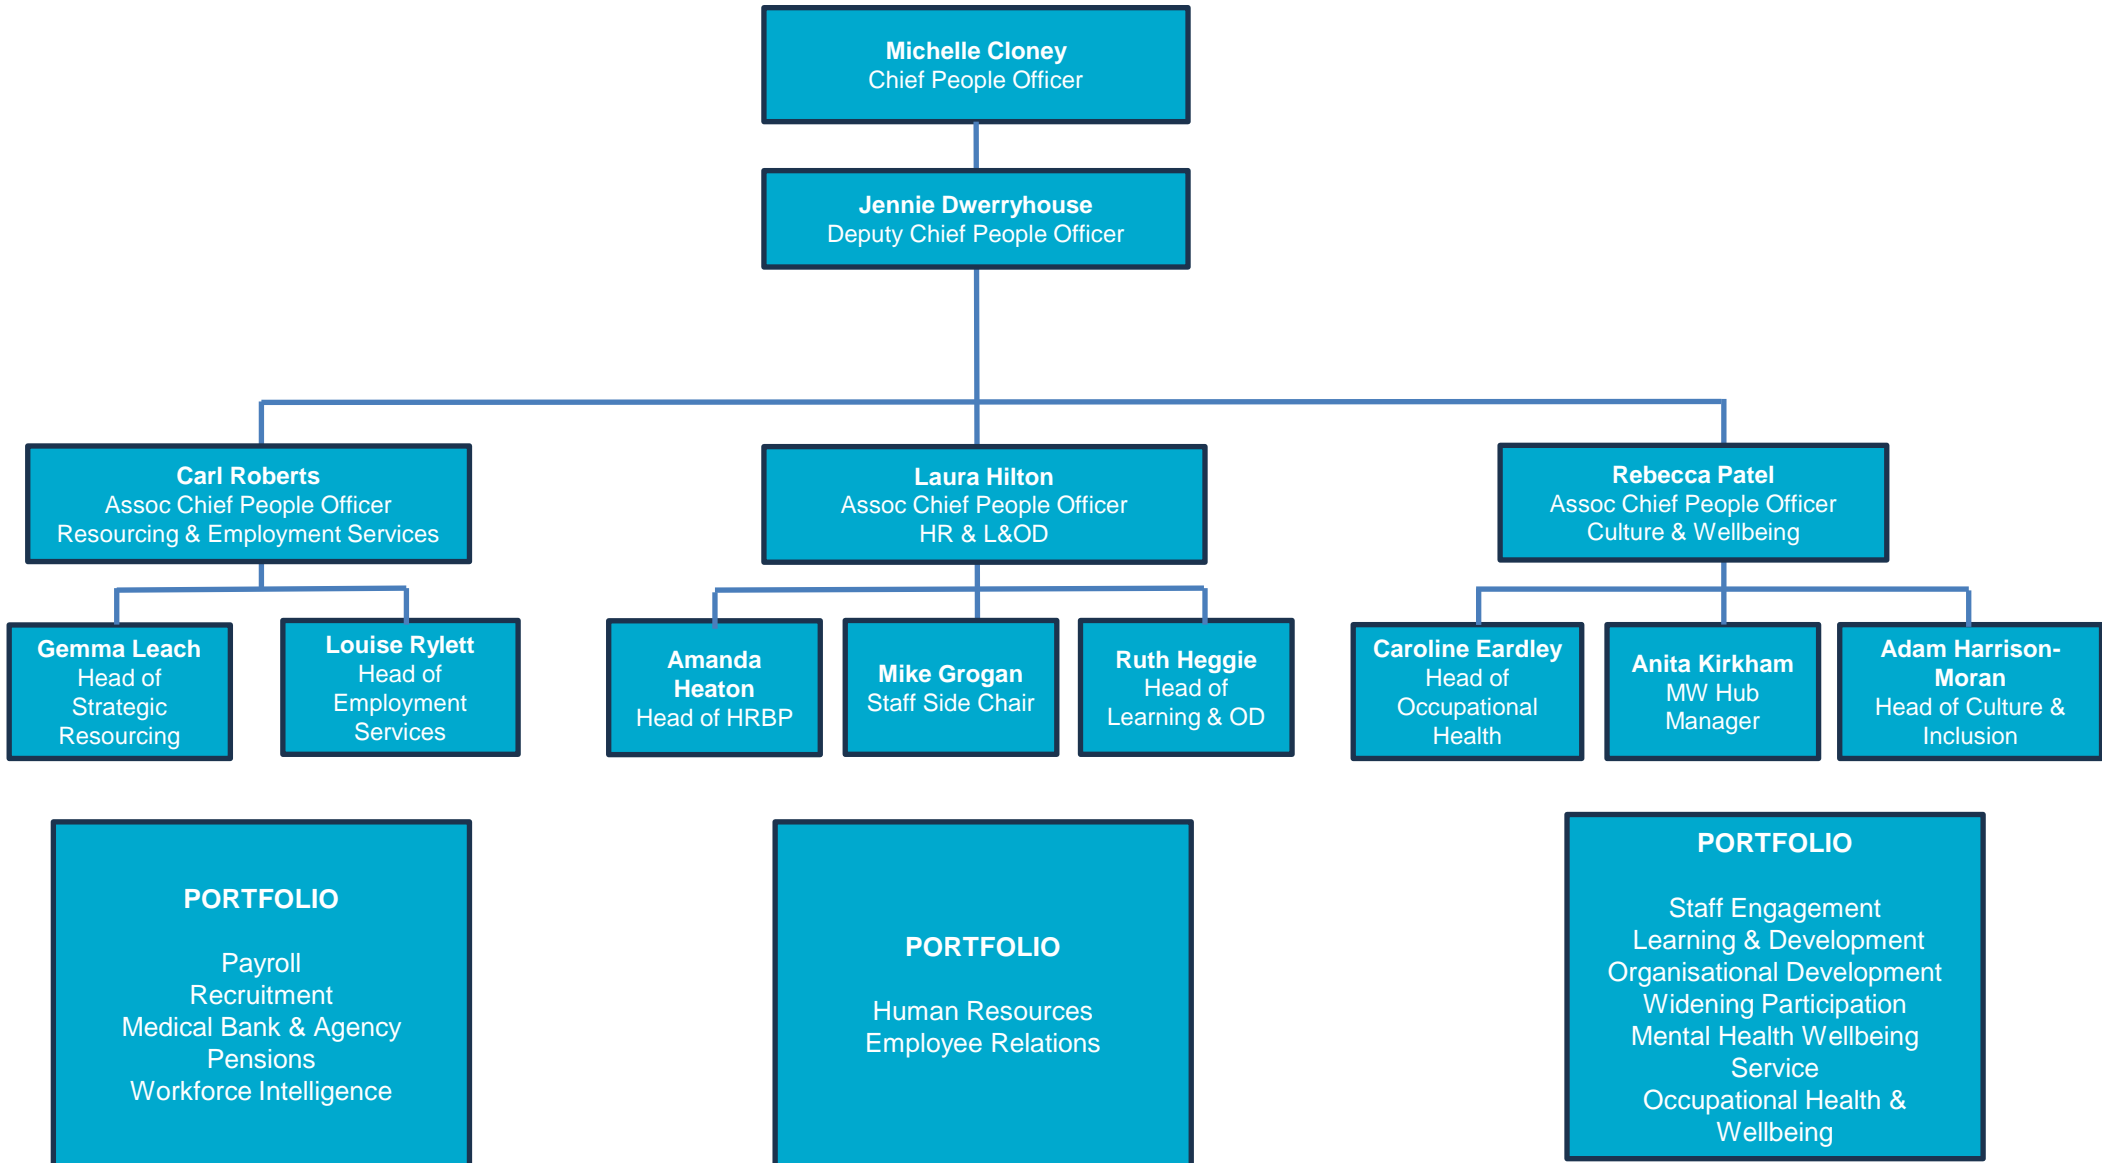 Michelle Cloney
Chief People Officer
Jennie Dwerryhouse
Deputy Chief People Officer
Carl Roberts
Assoc Chief People Officer
Resourcing & Employment Services
Laura Hilton
Assoc Chief People Officer
HR & L&OD
Rebecca Patel
Assoc Chief People Officer
Culture & Wellbeing
Gemma Leach
Head of
Strategic
Resourcing
Louise Rylett
Head of
Employment
Services
Amanda
Heaton
Head of HRBP
Mike Grogan
Staff Side Chair
Ruth Heggie
Head of
Learning & OD
Caroline Eardley
Head of
Occupational
Health
Anita Kirkham
MW Hub
Manager
Adam Harrison-
Moran
Head of Culture &
Inclusion
PORTFOLIO
Payroll
Recruitment
Medical Bank & Agency
Pensions
Workforce Intelligence
PORTFOLIO
Human Resources
Employee Relations
PORTFOLIO
Staff Engagement
Learning & Development
Organisational Development
Widening Participation
Mental Health Wellbeing
Service
Occupational Health &
Wellbeing